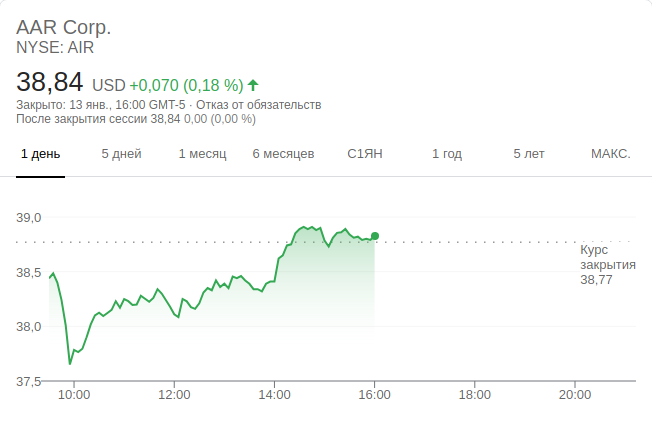 AAR Corp.
NYSE: AIR
38,84 USD +0,070 (0,18 %)
Закрыто: 13 янв., 16:00 GMT-5 · Отказ от обязательств
После закрытия сессии 38,84 0,00 (0,00 %)
1 день 5 дней 1 месяц 6 месяцев С1ЯН 1 год 5 лет МАКС.
39,0
38,5
38,0
37,5
Курс
закрытия
38,77
10:00 12:00 14:00 16:00 18:00 20:00